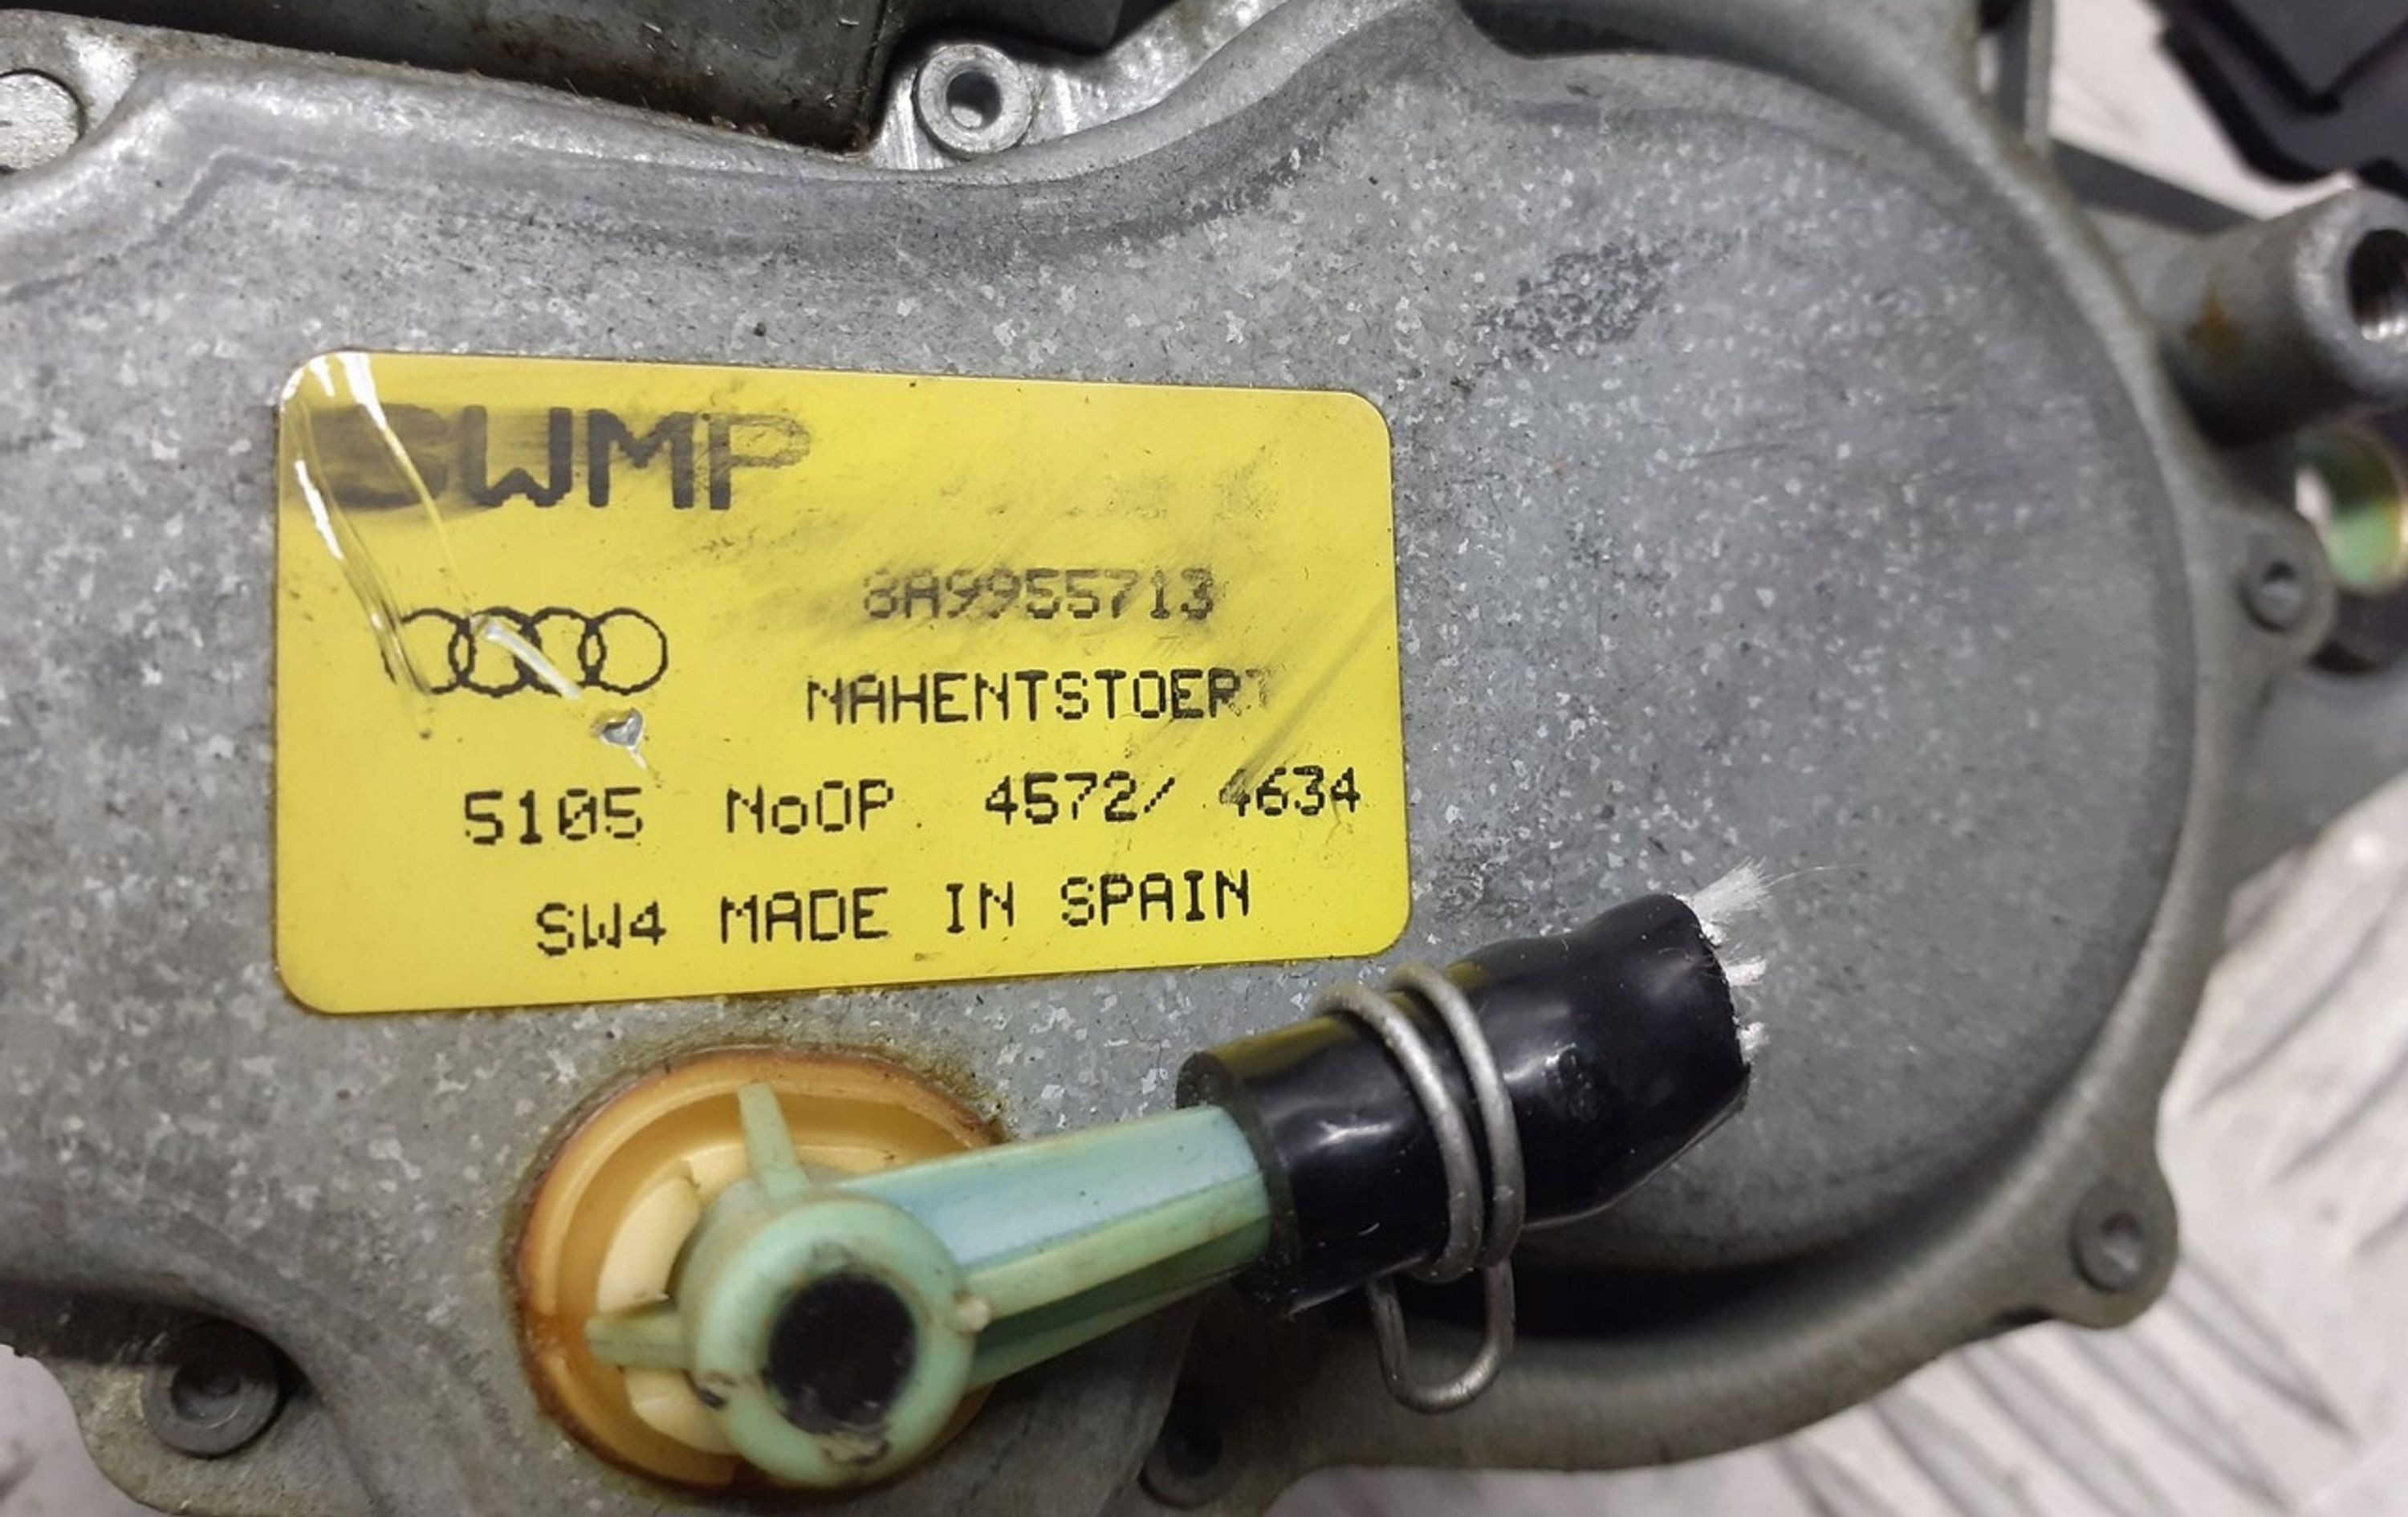 SWMP
8A9955713
NAHENTSTOERT
5105 NoOP. 4572/ 4634
SW4 MADE IN SPAIN